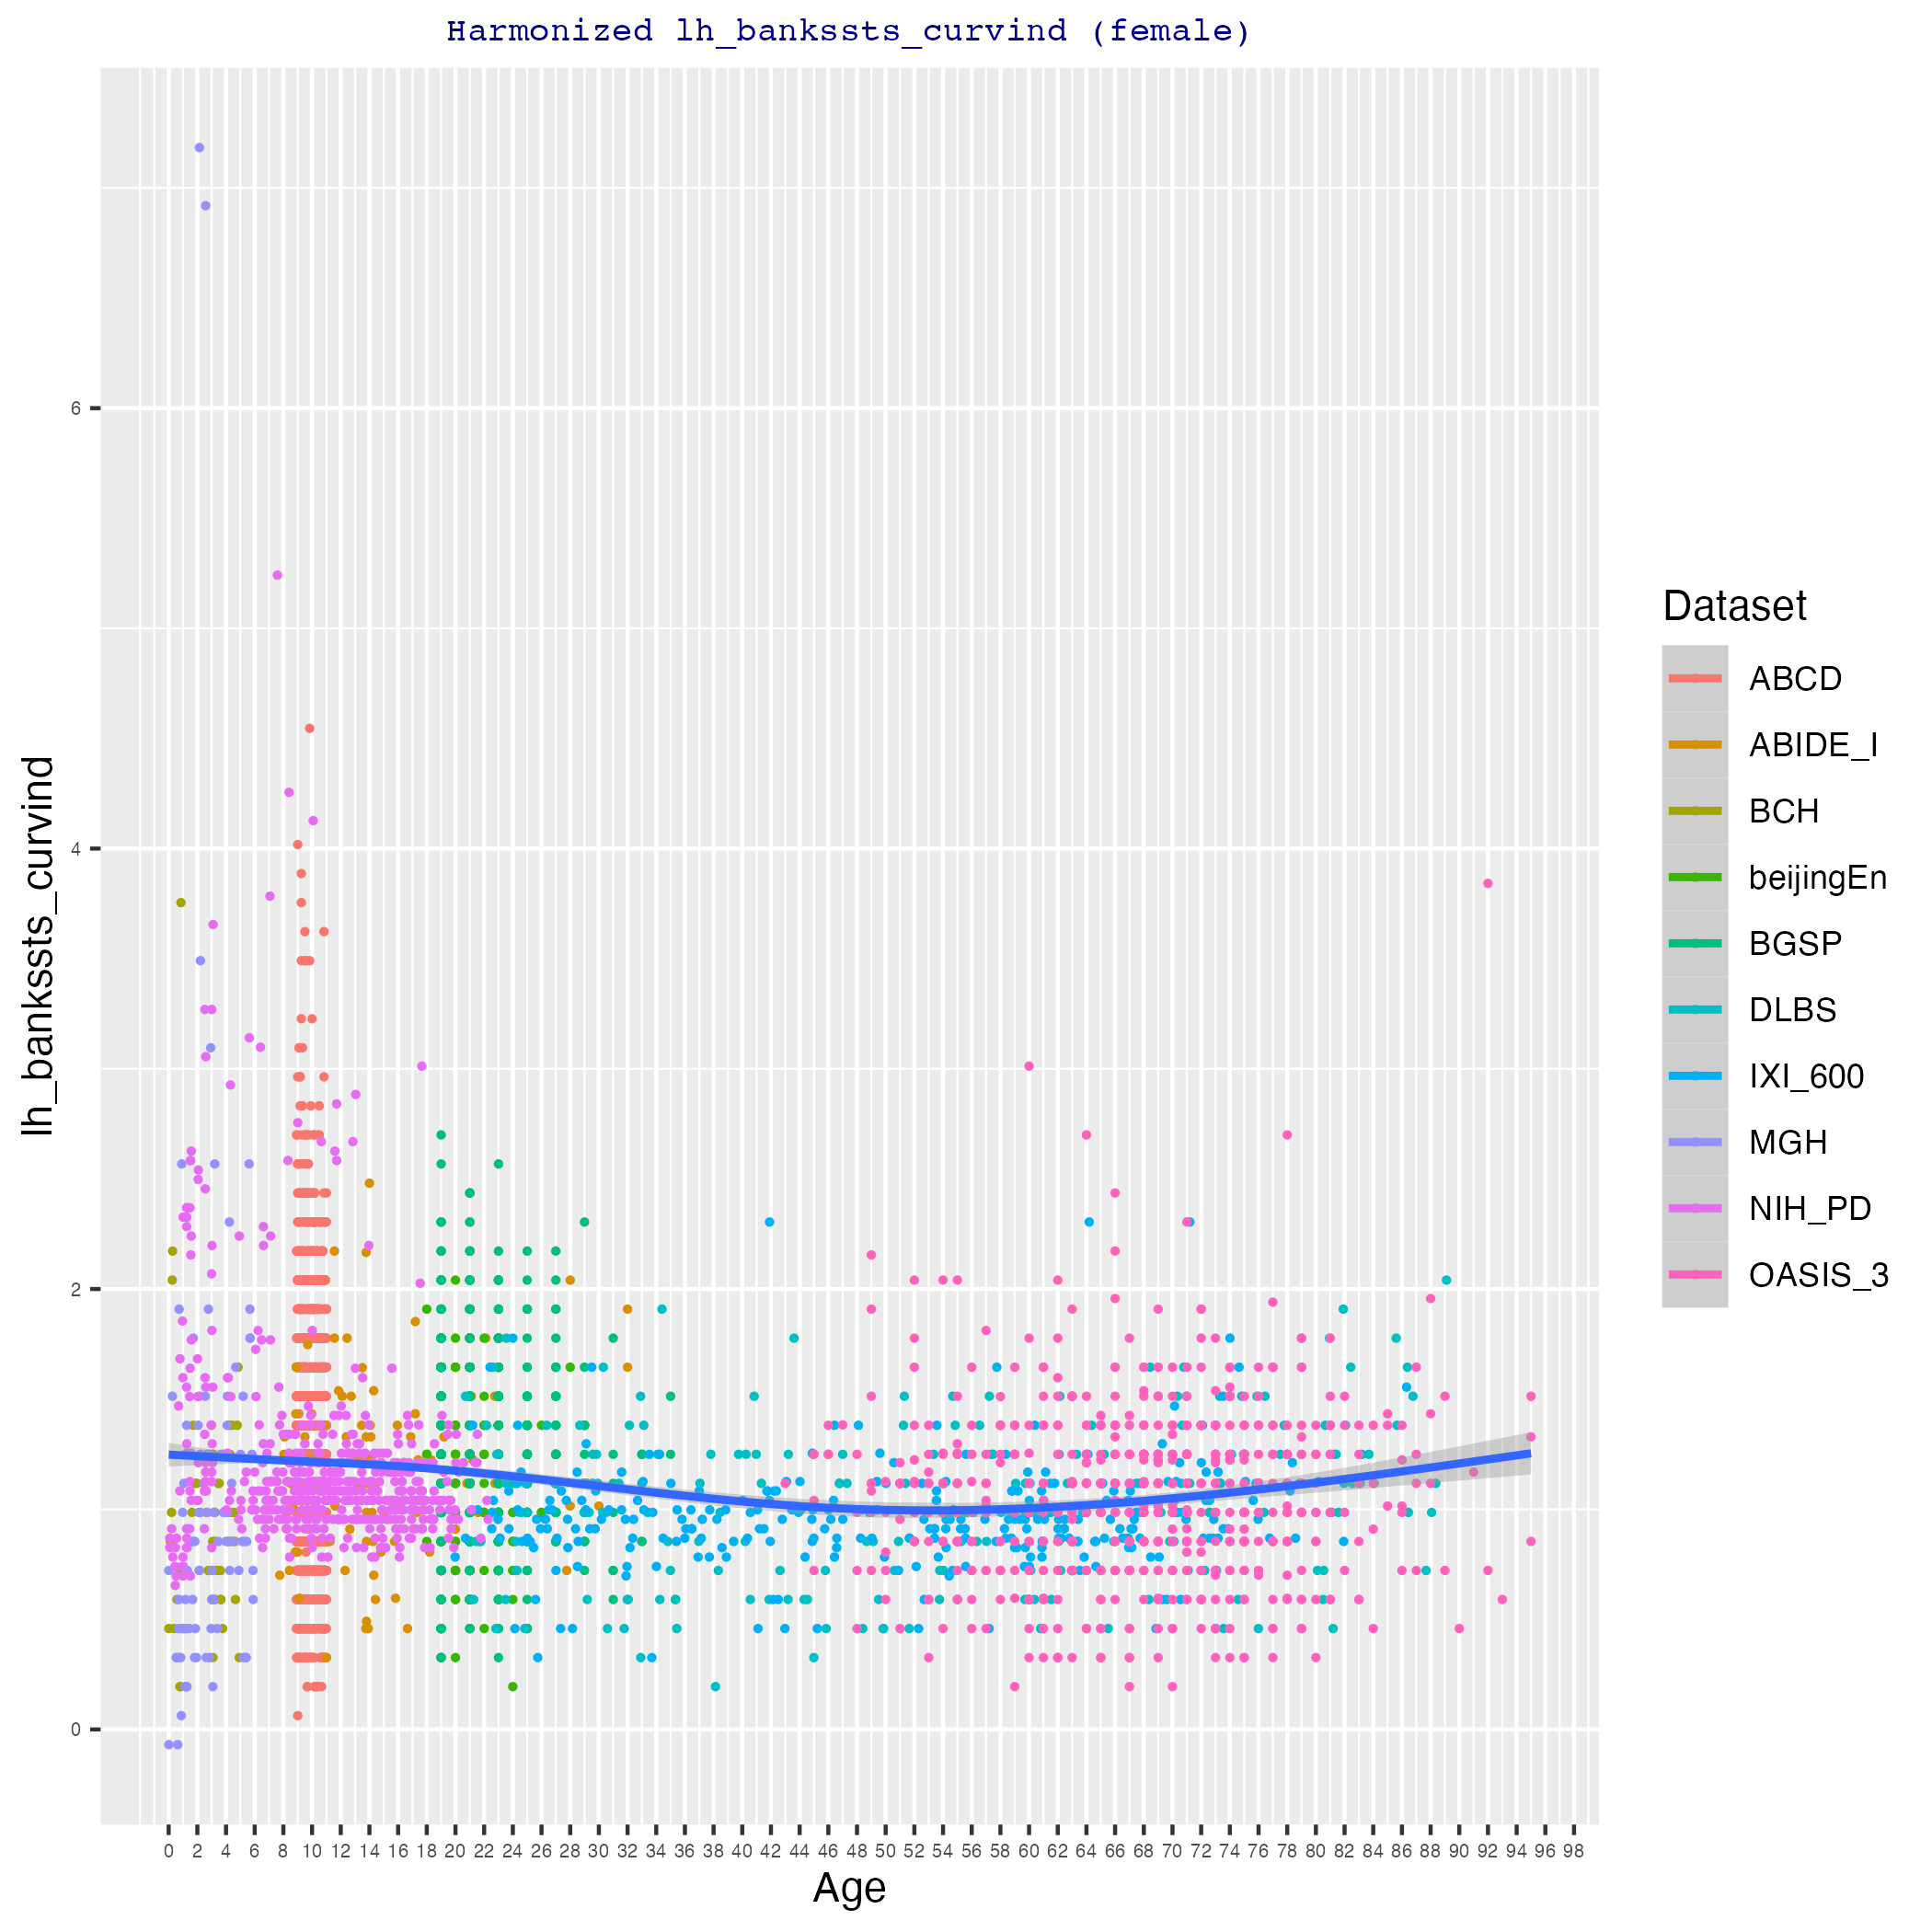 Harmonized lh_bankssts_curvind (female)
lh_bankssts_curvind
6
4
2
0
0 2 4 6 8 10 12 14 16 18 20 22 24 26 28 30 32 34 36 38 40 42 44 46 48 50 52 54 56 58 60 62 64 66 68 70 72 74 76 78 80 82 84 86 88 90 92 94 96 98
Age
Dataset
ABCD
ABIDE_I
BCH
beijingEn
BGSP
DLBS
IXI_600
MGH
NIH_PD
OASIS_3